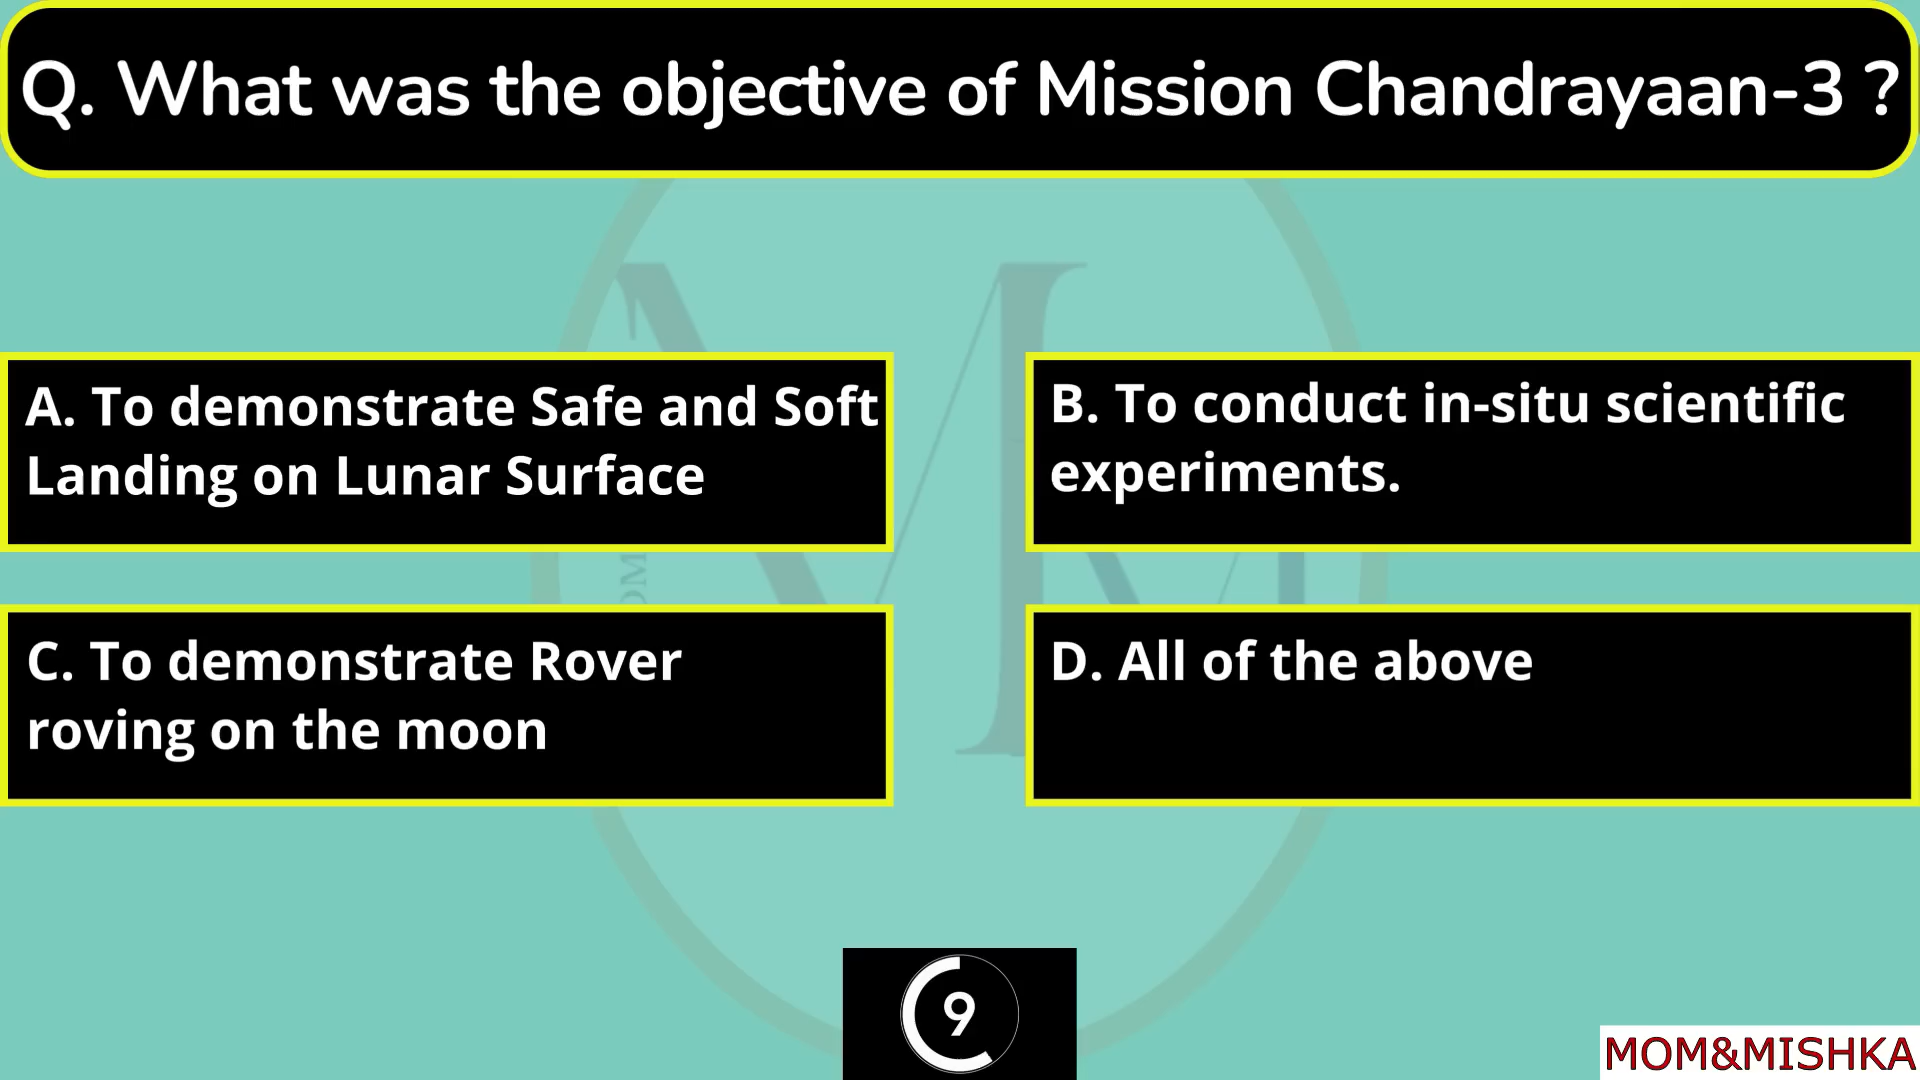 Q. What was the objective of Mission Chandrayaan-3 ?
A. To demonstrate Safe and Soft
Landing on Lunar Surface
B. To conduct in-situ scientific
experiments.
C. To demonstrate Rover
roving on the moon
D. All of the above
9
MOM&MISHKA